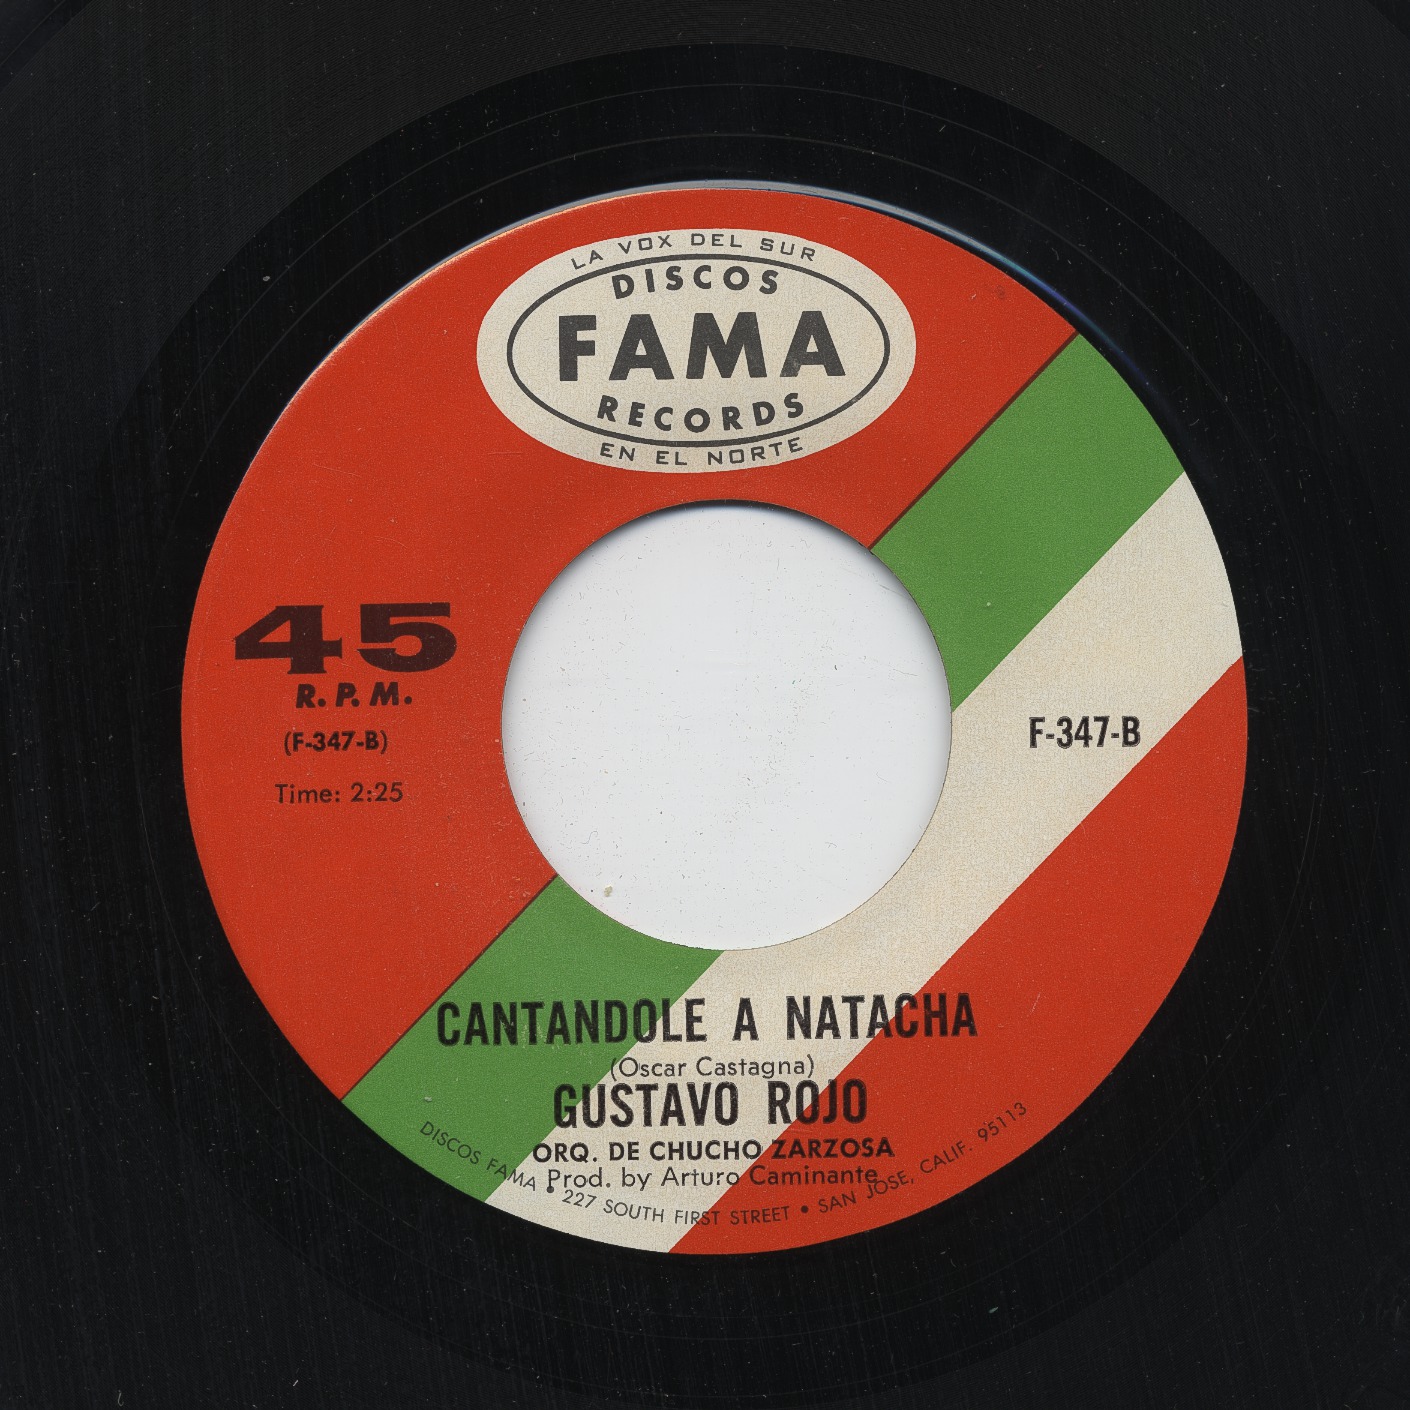 LA VOX DEL SUR
DISCOS
FAMA
RECORDS
EN EL NORTE
45
R.P.M.
(F-347-B)
Time: 2:25
F-347-B
CANTANDOLE A NATACHA
(Oscar Castagna)
GUSTAVO ROJO
ORQ. DE CHUCHO ZARZOSA
Prod. by Arturo Caminante
DISCOS FAMA • 227 SOUTH FIRST STREET • SAN JOSE, CALIF. 95113